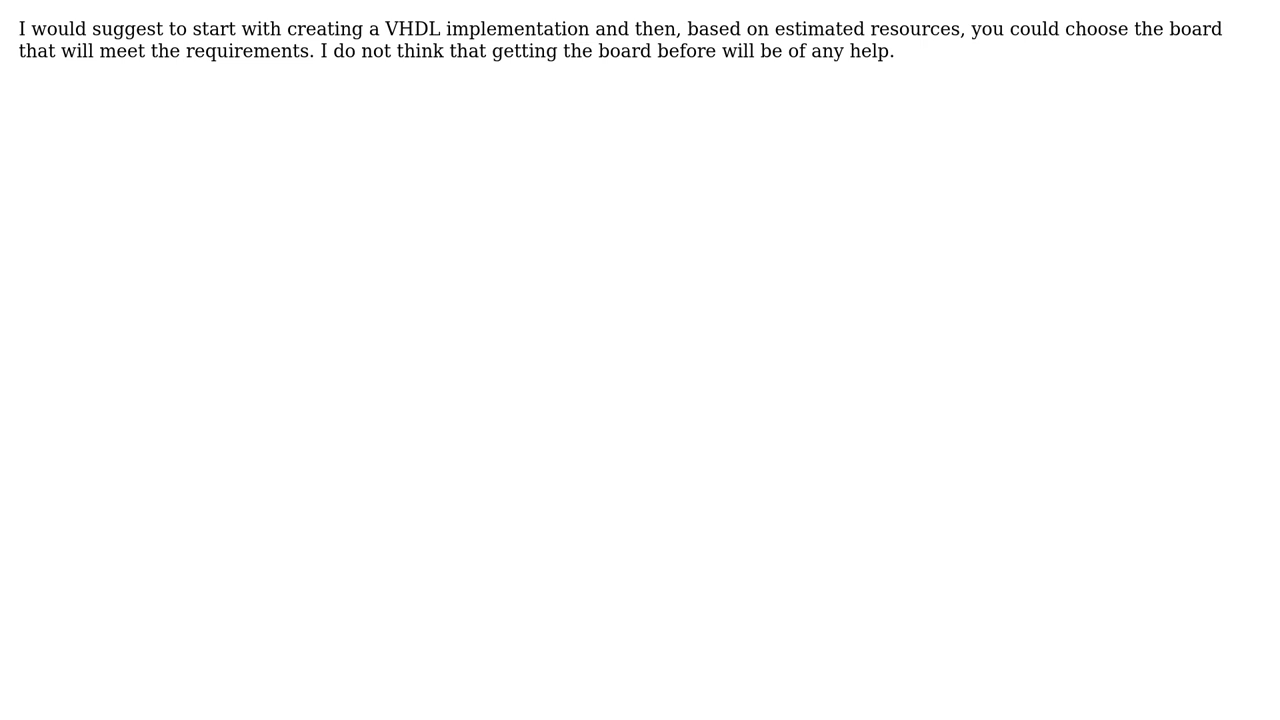 I would suggest to start with creating a VHDL implementation and then, based on estimated resources, you could choose the board
that will meet the requirements. I do not think that getting the board before will be of any help.